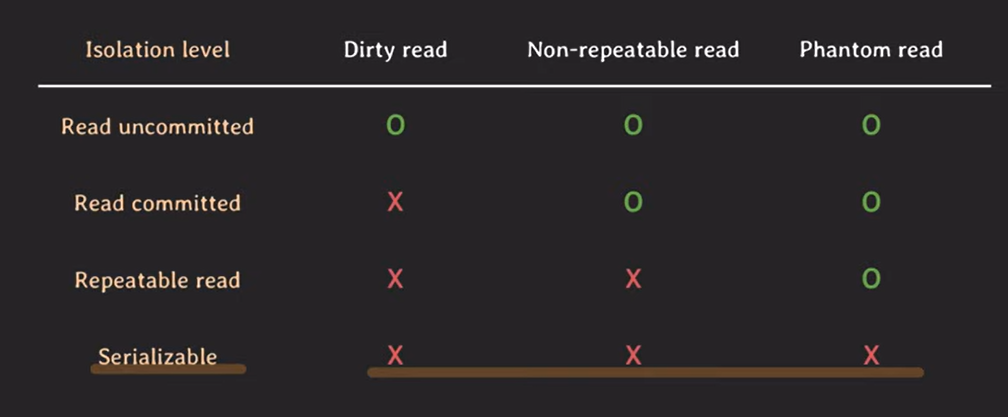 Isolation level Dirty read Non-repeatable read Phantom read
Read uncommitted O O O
Read committed X O O
Repeatable read X X O
Serializable X X X